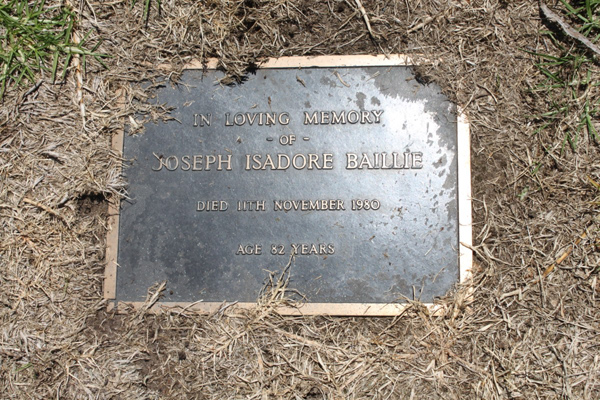 IN LOVING MEMORY
- OF -
JOSEPH ISADORE BAILLIE
DIED 11TH NOVEMBER 1980
AGE 82 YEARS